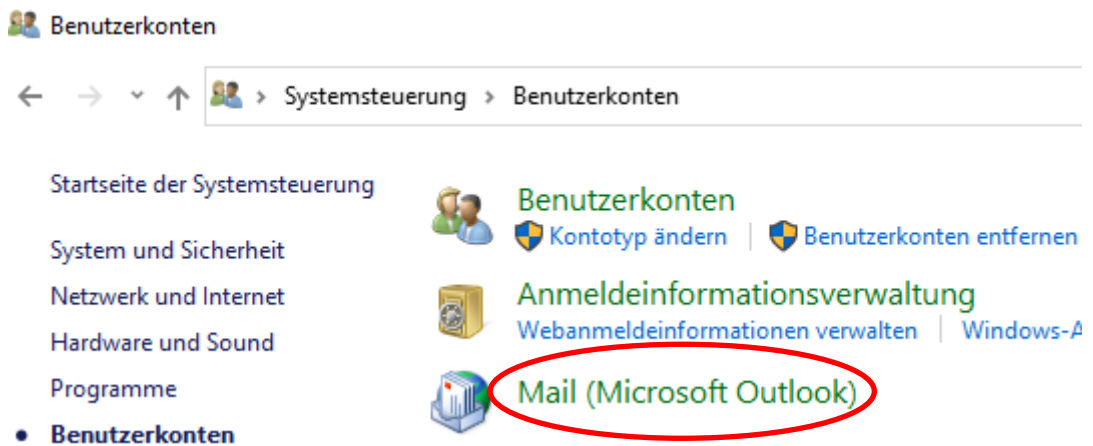 Benutzerkonten
Systemsteuerung > Benutzerkonten
Startseite der Systemsteuerung
System und Sicherheit
Netzwerk und Internet
Hardware und Sound
Programme
Benutzerkonten
Benutzerkonten
Kontotyp ändern | Benutzerkonten entfernen
Anmeldeinformationsverwaltung
Webanmeldeinformationen verwalten | Windows-A
Mail (Microsoft Outlook)